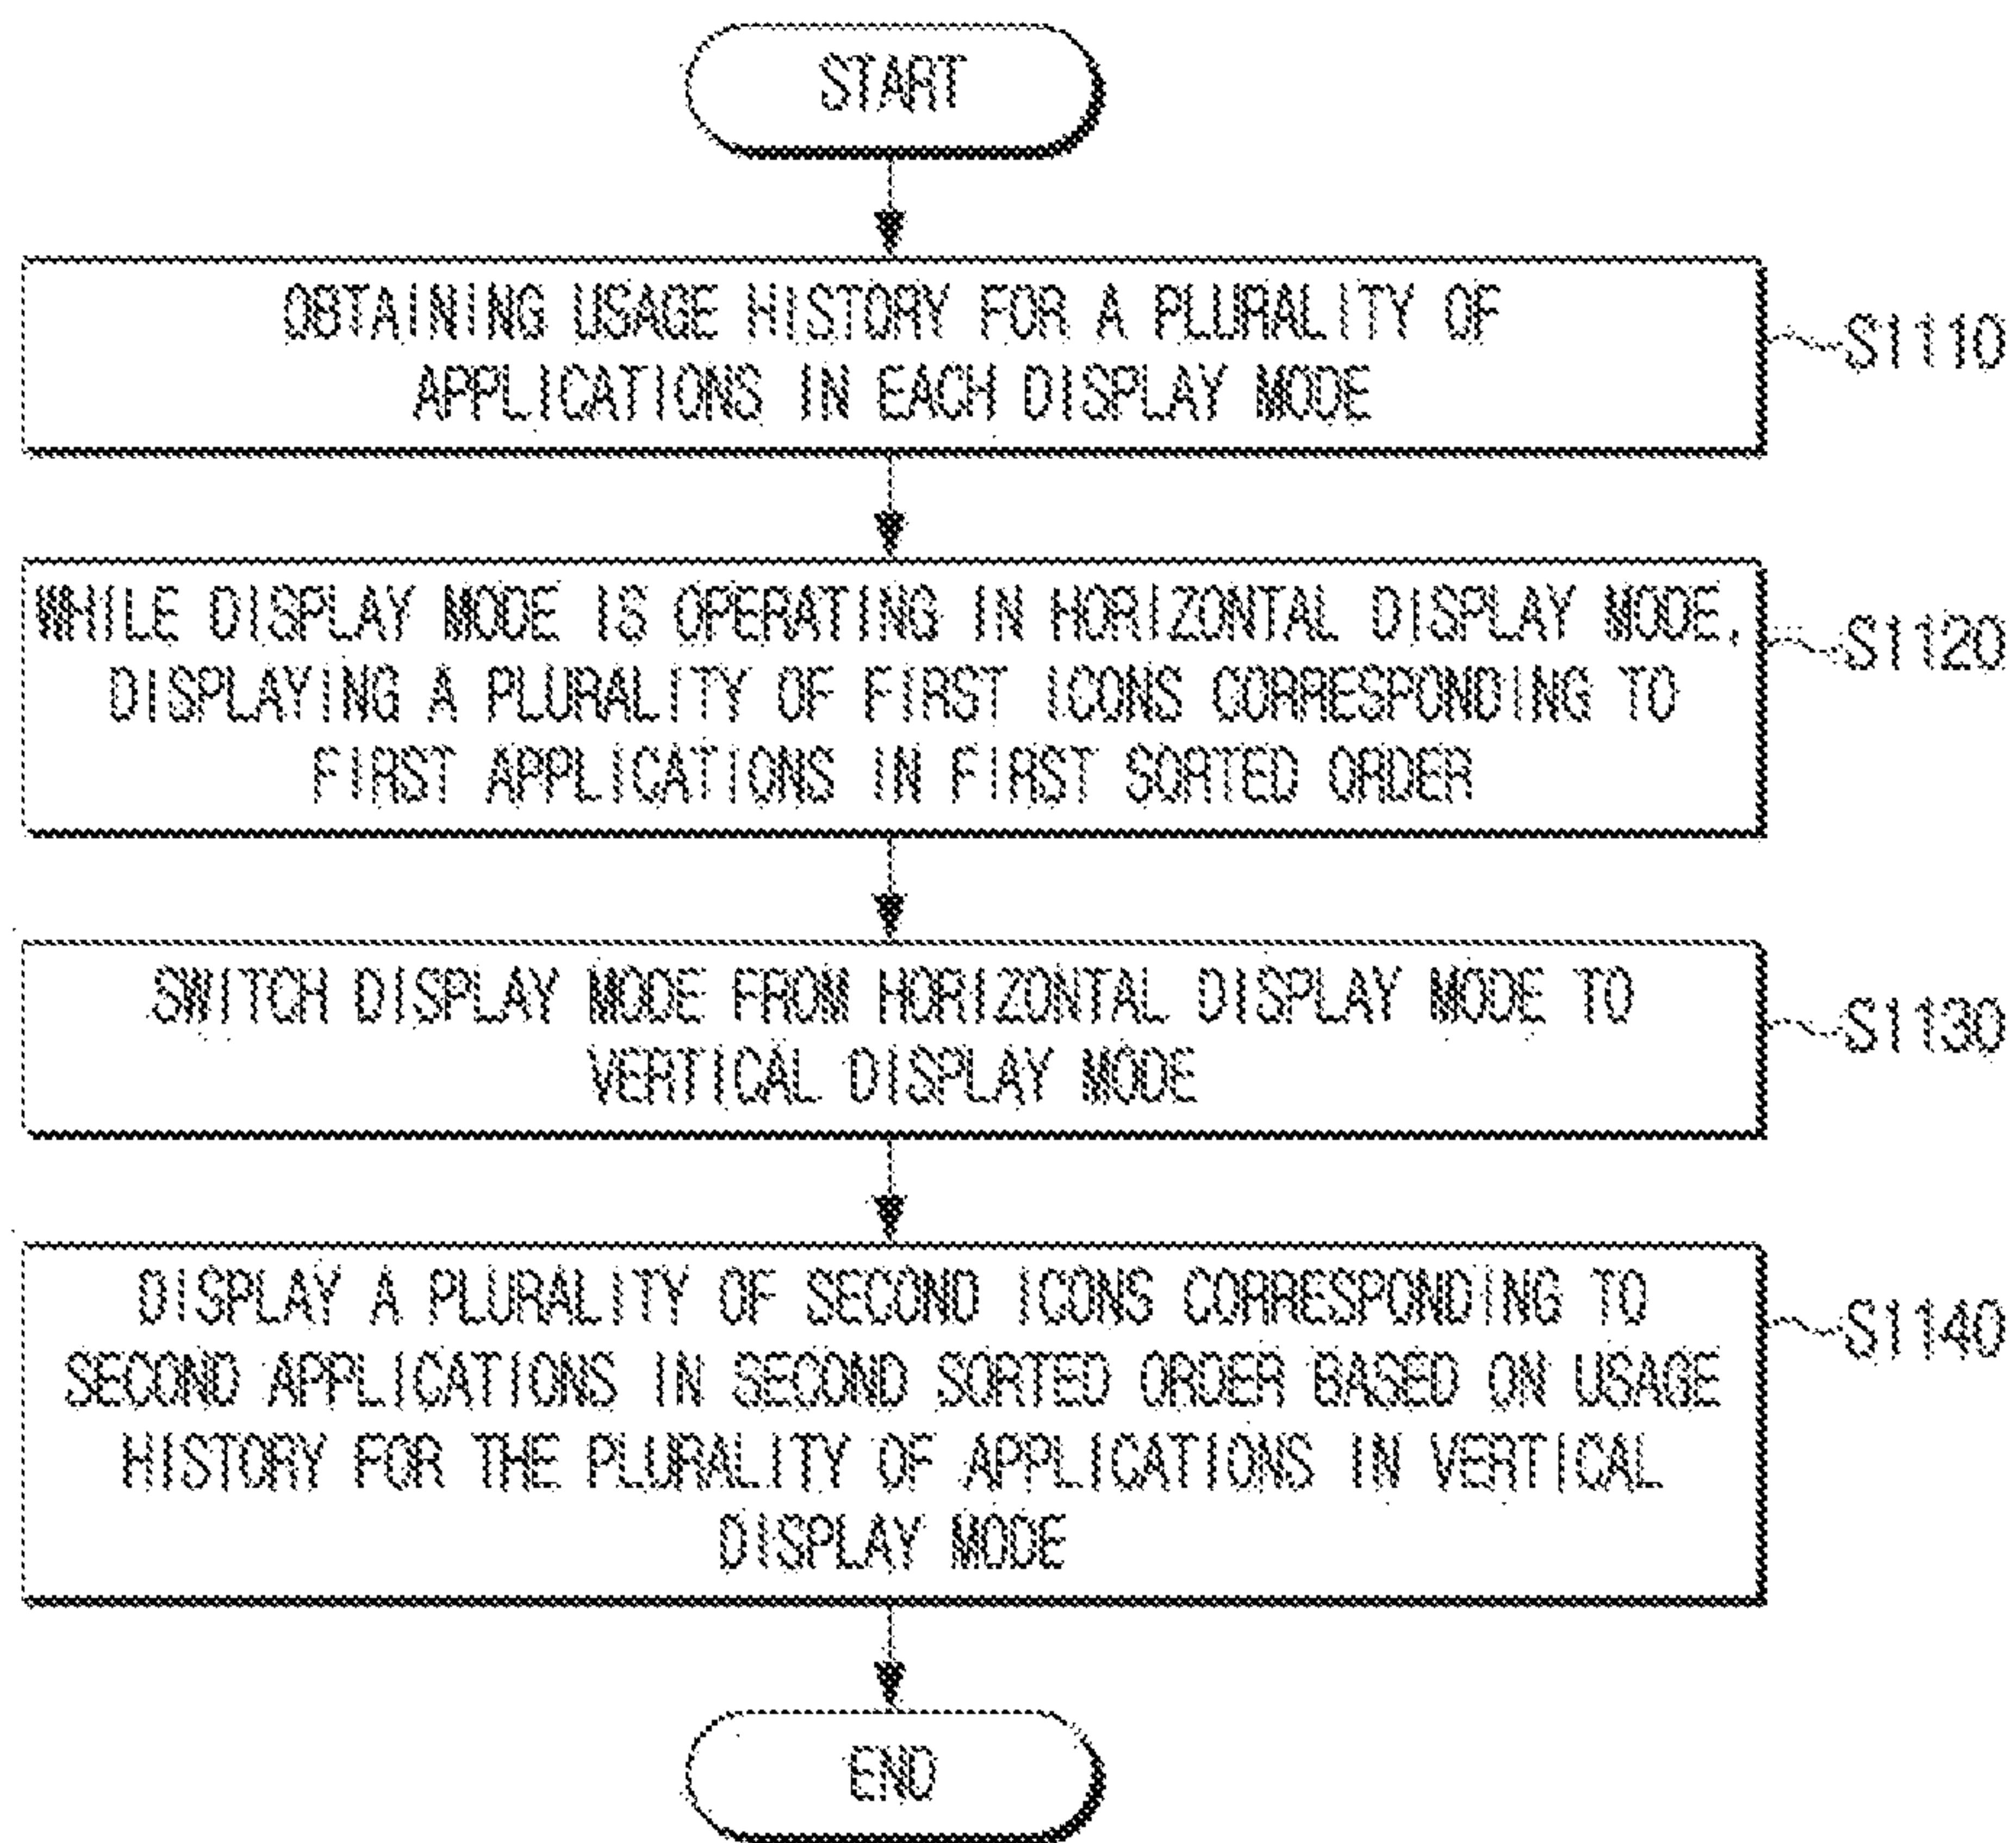 START
OBTAINING USAGE HISTORY FOR A PLURALITY OF
APPLICATIONS IN EACH DISPLAY MODE
S1110
WHILE DISPLAY MODE IS OPERATING IN HORIZONTAL DISPLAY MODE,
DISPLAYING A PLURALITY OF FIRST ICONS CORRESPONDING TO
FIRST APPLICATIONS IN FIRST SORTED ORDER
S1120
SWITCH DISPLAY MODE FROM HORIZONTAL DISPLAY MODE TO
VERTICAL DISPLAY MODE
S1130
DISPLAY A PLURALITY OF SECOND ICONS CORRESPONDING TO
SECOND APPLICATIONS IN SECOND SORTED ORDER BASED ON USAGE
HISTORY FOR THE PLURALITY OF APPLICATIONS IN VERTICAL
DISPLAY MODE
S1140
END